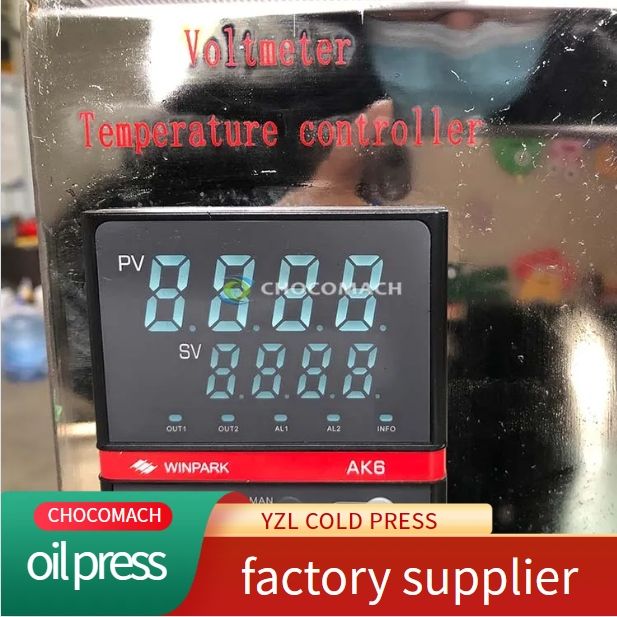 Voltmeter
Temperature controller
PV 8.8.8.8.
CHOCOMACH
SV 8.8.8.8.
OUT1 OUT2 AL1 AL2 INFO
WINPARK AK6
MAN
CHOCOMACH
YZL COLD PRESS
oil press
factory supplier